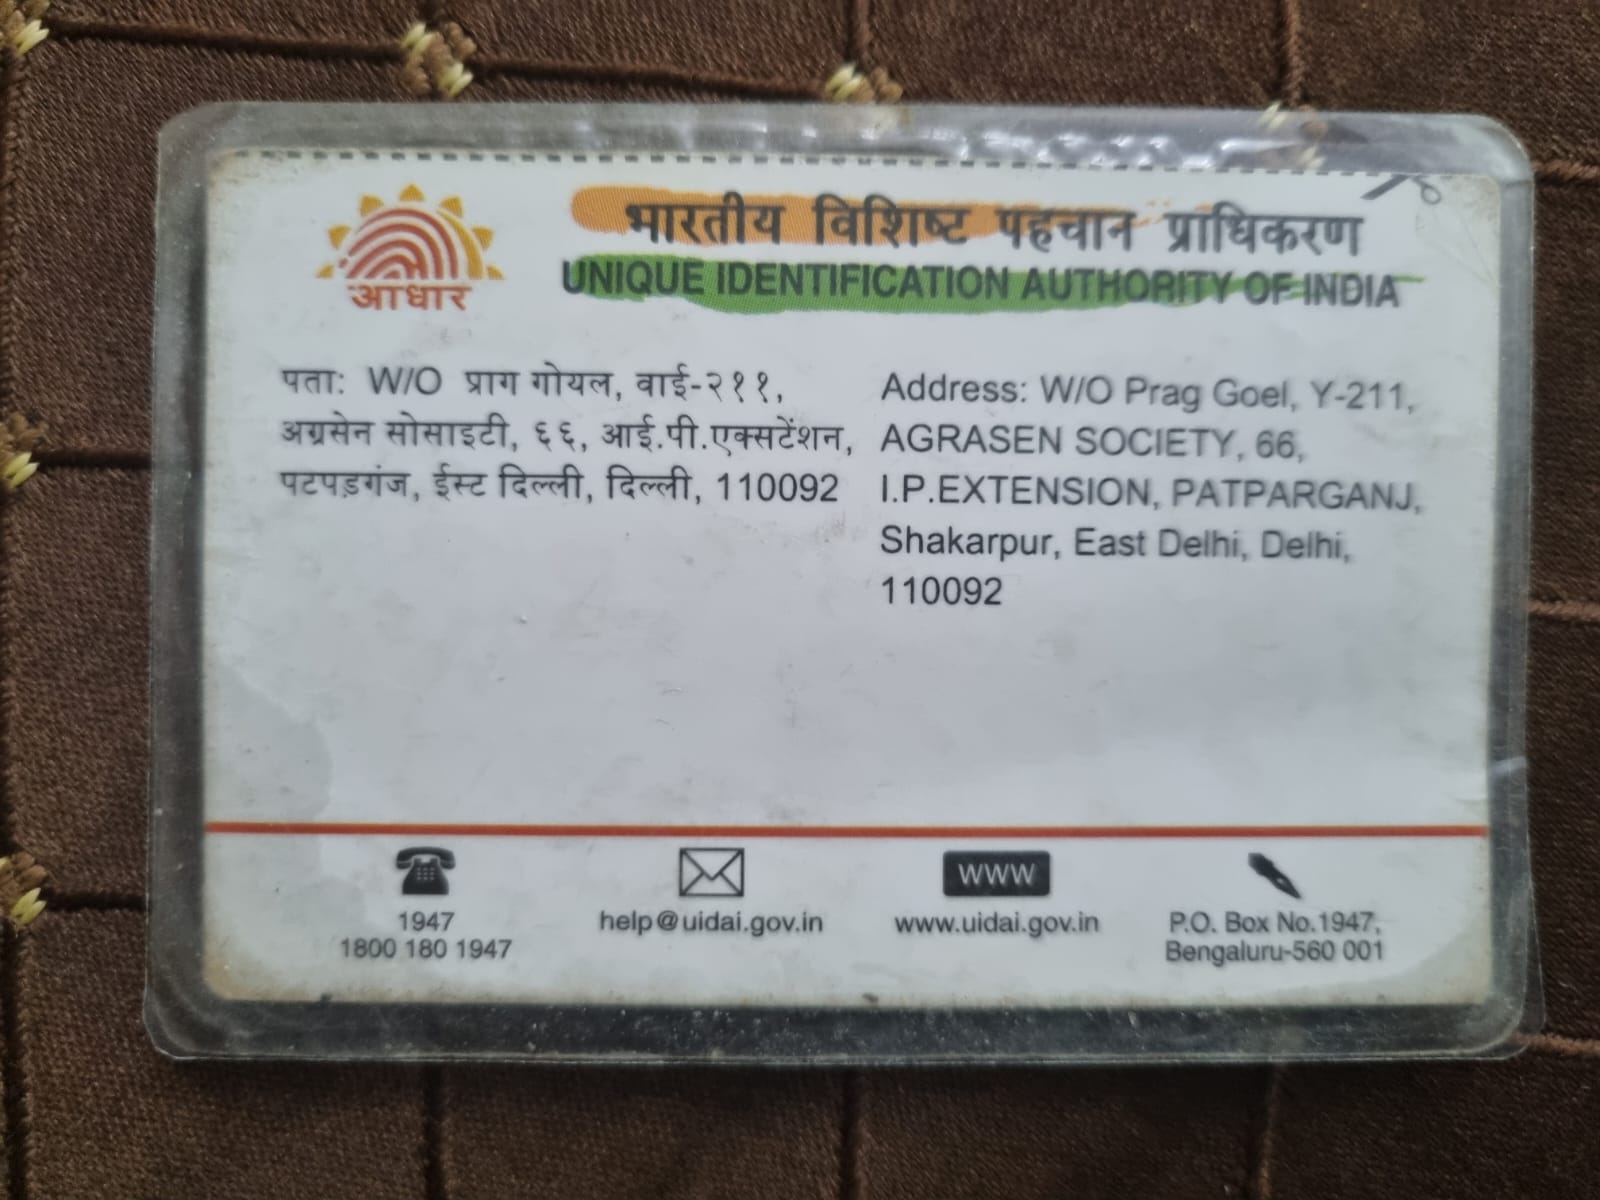 आधार
भारतीय विशिष्ट पहचान प्राधिकरण
UNIQUE IDENTIFICATION AUTHORITY OF INDIA
पता: W/O प्राग गोयल, वाई-२११,
अग्रसेन सोसाइटी, ६६, आई.पी.एक्सटेंशन,
पटपड़गंज, ईस्ट दिल्ली, दिल्ली, 110092
Address: W/O Prag Goel, Y-211,
AGRASEN SOCIETY, 66,
I.P.EXTENSION, PATPARGANJ,
Shakarpur, East Delhi, Delhi,
110092
1947
1800 180 1947
help@uidai.gov.in
www
www.uidai.gov.in
P.O. Box No.1947,
Bengaluru-560 001